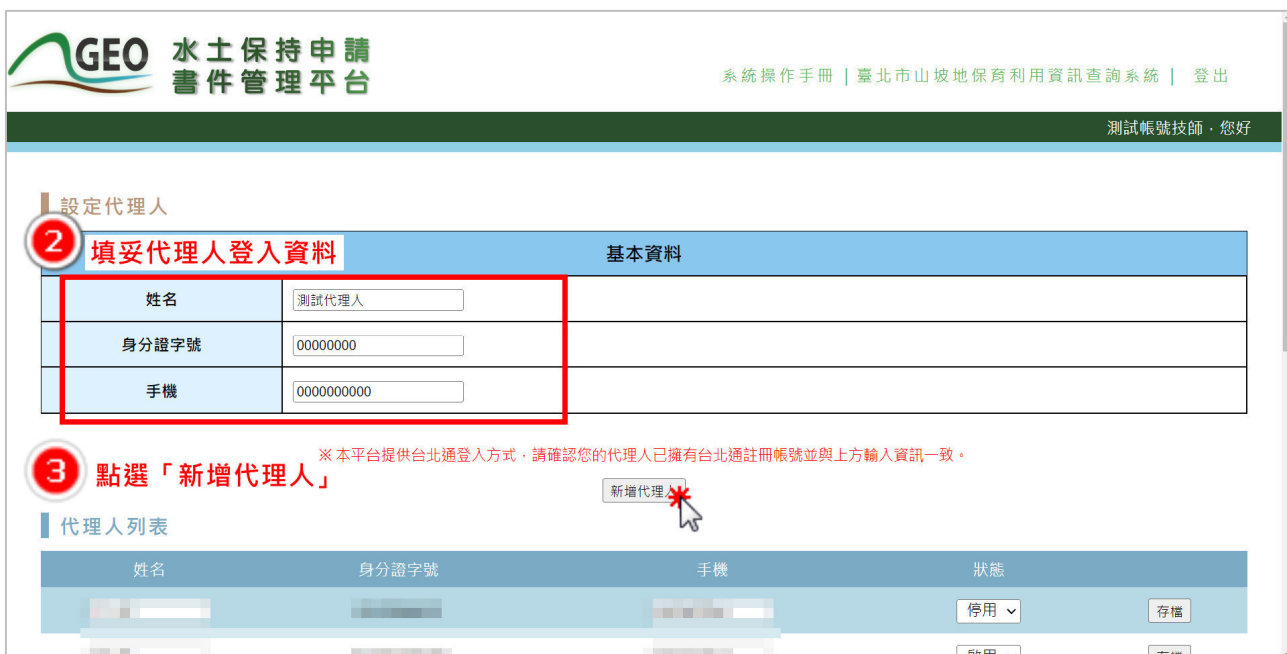 GEO 水土保持申請
書件管理平台
系統操作手冊 | 臺北市山坡地保育利用資訊查詢系統 | 登出
測試帳號技師，您好
設定代理人
2 填妥代理人登入資料
基本資料
姓名 測試代理人
身分證字號 00000000
手機 0000000000
※ 本平台提供台北通登入方式，請確認您的代理人已擁有台北通註冊帳號並與上方輸入資訊一致。
3 點選「新增代理人」
新增代理人
代理人列表
姓名 身分證字號 手機 狀態
停用 存檔
啟用 存檔